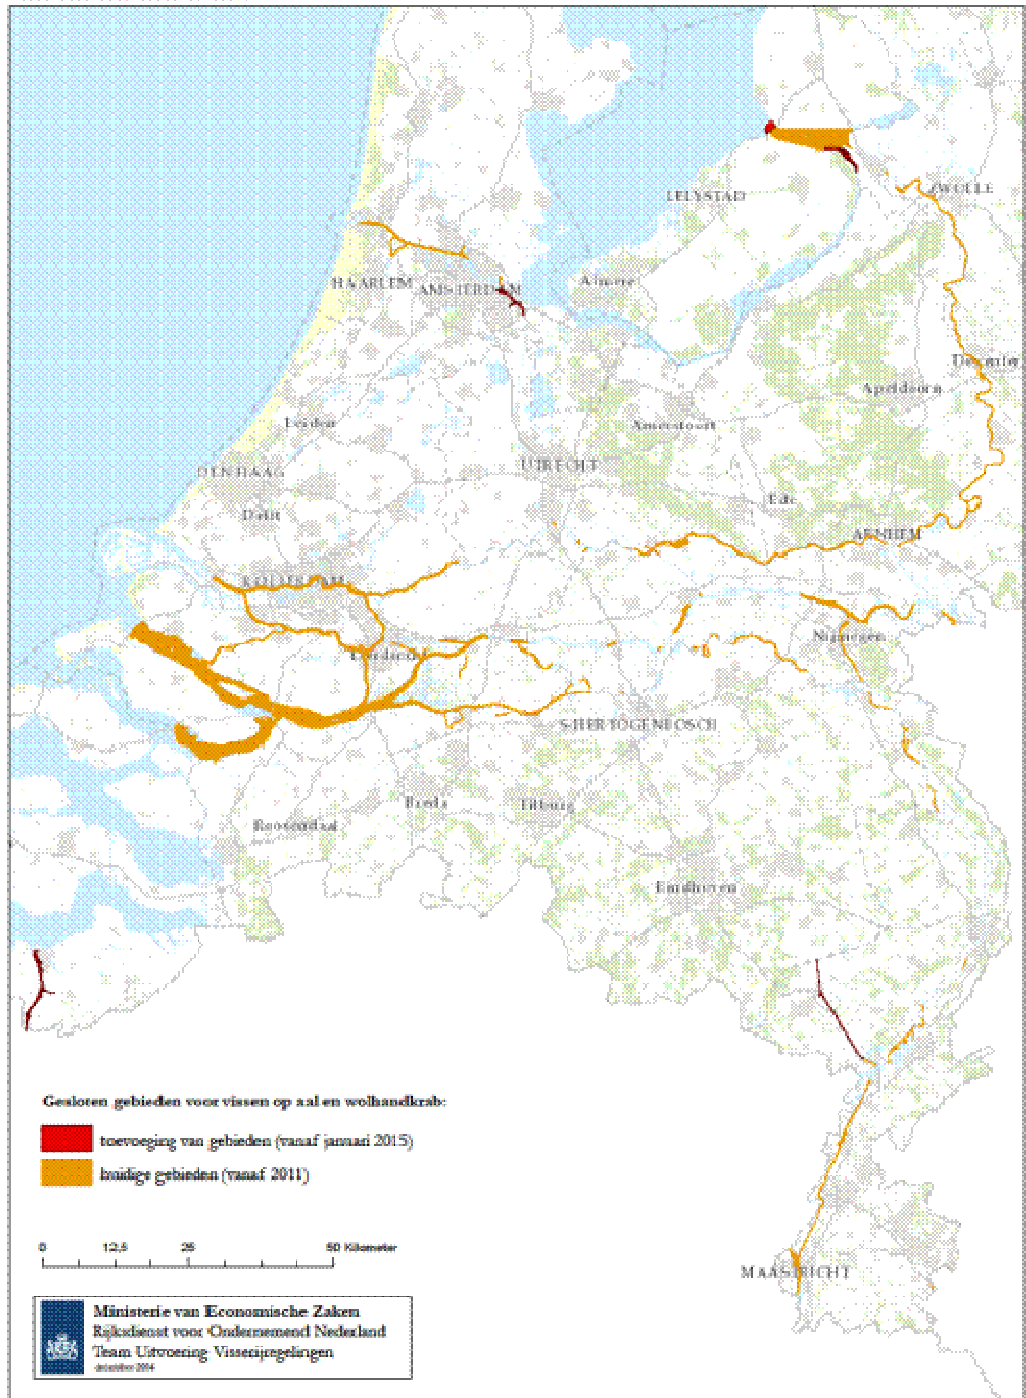 ZWOLLE
LELYSTAD
HAARLEM
AMSTERDAM
Almere
Deventer
Apeldoorn
Leiden
Amersfoort
DEN HAAG
UTRECHT
Ede
Delft
ARNHEM
ROTTERDAM
Nijmegen
Dordrecht
S-HERTOGENBOSCH
Breda
Tilburg
Roosendaal
Eindhoven
MAASTRICHT
Gesloten gebieden voor vissen op aal en wolhandkrab:
toevoeging van gebieden (vanaf januari 2015)
huidige gebieden (vanaf 2011)
0 12,5 25 50 Kilometer
Ministerie van Economische Zaken
Rijksdienst voor Ondernemend Nederland
Team Uitvoering Visserijregelingen
december 2014